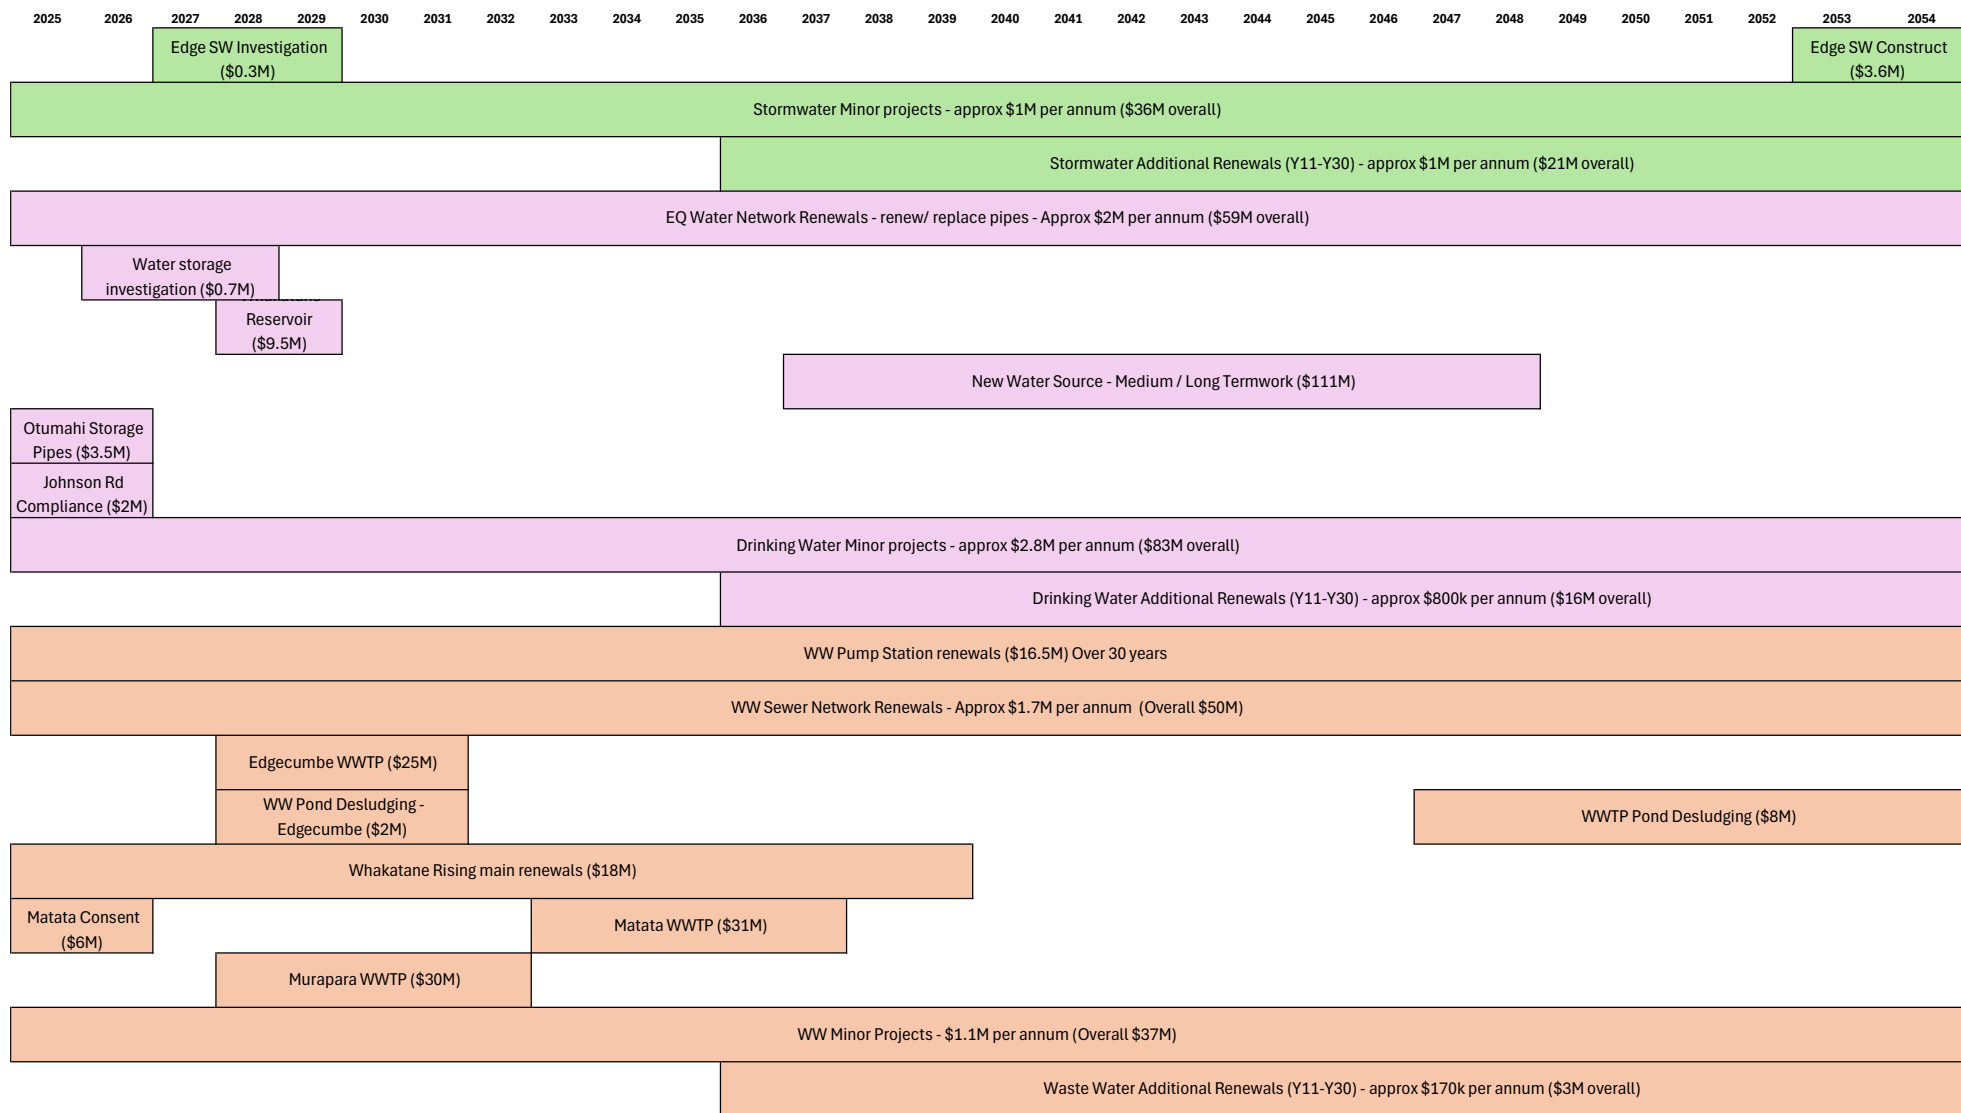 2025 2026 2027 2028 2029 2030 2031 2032 2033 2034 2035 2036 2037 2038 2039 2040 2041 2042 2043 2044 2045 2046 2047 2048 2049 2050 2051 2052 2053 2054
Edge SW Investigation
($0.3M)
Edge SW Construct
($3.6M)
Stormwater Minor projects - approx $1M per annum ($36M overall)
Stormwater Additional Renewals (Y11-Y30) - approx $1M per annum ($21M overall)
EQ Water Network Renewals - renew/ replace pipes - Approx $2M per annum ($59M overall)
Water storage
investigation ($0.7M)
Reservoir
($9.5M)
New Water Source - Medium / Long Termwork ($111M)
Otumahi Storage
Pipes ($3.5M)
Johnson Rd
Compliance ($2M)
Drinking Water Minor projects - approx $2.8M per annum ($83M overall)
Drinking Water Additional Renewals (Y11-Y30) - approx $800k per annum ($16M overall)
WW Pump Station renewals ($16.5M) Over 30 years
WW Sewer Network Renewals - Approx $1.7M per annum (Overall $50M)
Edgecumbe WWTP ($25M)
WW Pond Desludging -
Edgecumbe ($2M)
WWTP Pond Desludging ($8M)
Whakatane Rising main renewals ($18M)
Matata Consent
($6M)
Matata WWTP ($31M)
Murapara WWTP ($30M)
WW Minor Projects - $1.1M per annum (Overall $37M)
Waste Water Additional Renewals (Y11-Y30) - approx $170k per annum ($3M overall)